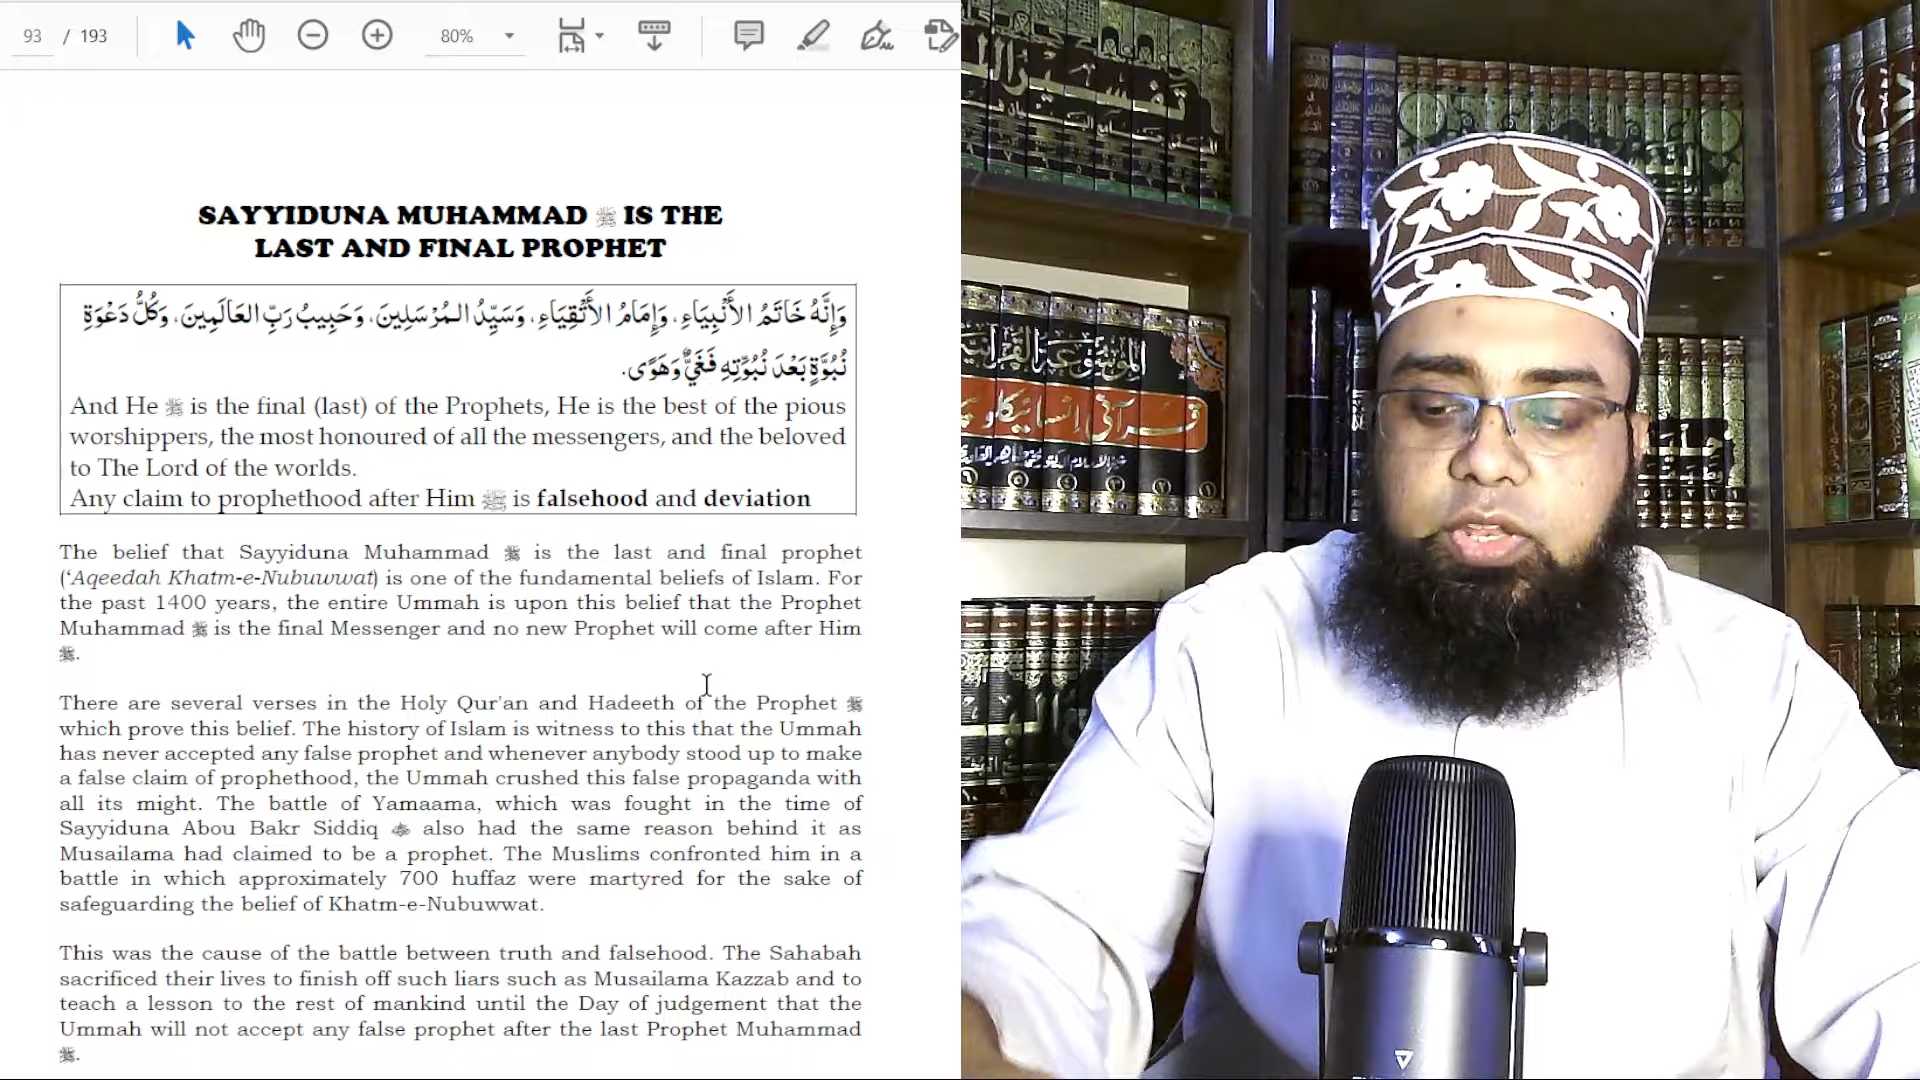 93 / 193
80%
SAYYIDUNA MUHAMMAD ﷺ IS THE
LAST AND FINAL PROPHET
وَإِنَّهُ خَاتَمُ الأَنْبِيَاءِ، وَإِمَامُ الأَتْقِيَاءِ، وَسَيِّدُ المُرْسَلِينَ، وَحَبِيبُ رَبِّ العَالَمِينَ، وَكُلُّ دَعْوَةِ
نُبُوَّةٍ بَعْدَ نُبُوَّتِهِ فَغَيٌّ وَهَوًى.
And He ﷺ is the final (last) of the Prophets, He is the best of the pious
worshippers, the most honoured of all the messengers, and the beloved
to The Lord of the worlds.
Any claim to prophethood after Him ﷺ is falsehood and deviation
The belief that Sayyiduna Muhammad ﷺ is the last and final prophet
(‘Aqeedah Khatm-e-Nubuwwat) is one of the fundamental beliefs of Islam. For
the past 1400 years, the entire Ummah is upon this belief that the Prophet
Muhammad ﷺ is the final Messenger and no new Prophet will come after Him
ﷺ.
There are several verses in the Holy Qur'an and Hadeeth of the Prophet ﷺ
which prove this belief. The history of Islam is witness to this that the Ummah
has never accepted any false prophet and whenever anybody stood up to make
a false claim of prophethood, the Ummah crushed this false propaganda with
all its might. The battle of Yamaama, which was fought in the time of
Sayyiduna Abou Bakr Siddiq also had the same reason behind it as
Musailama had claimed to be a prophet. The Muslims confronted him in a
battle in which approximately 700 huffaz were martyred for the sake of
safeguarding the belief of Khatm-e-Nubuwwat.
This was the cause of the battle between truth and falsehood. The Sahabah
sacrificed their lives to finish off such liars such as Musailama Kazzab and to
teach a lesson to the rest of mankind until the Day of judgement that the
Ummah will not accept any false prophet after the last Prophet Muhammad
ﷺ.
الموسوعة القرآنية
قرآنی انسائیکلوپی